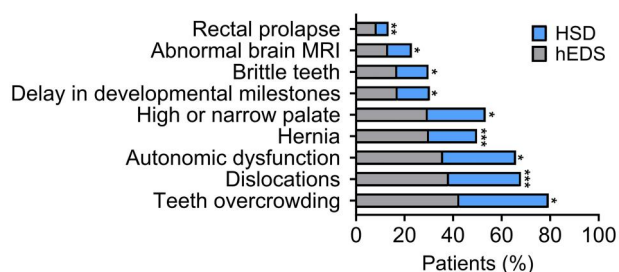 Rectal prolapse **
Abnormal brain MRI *
Brittle teeth *
Delay in developmental milestones *
High or narrow palate *
Hernia ***
Autonomic dysfunction *
Dislocations ***
Teeth overcrowding *
HSD
hEDS
0 20 40 60 80 100
Patients (%)